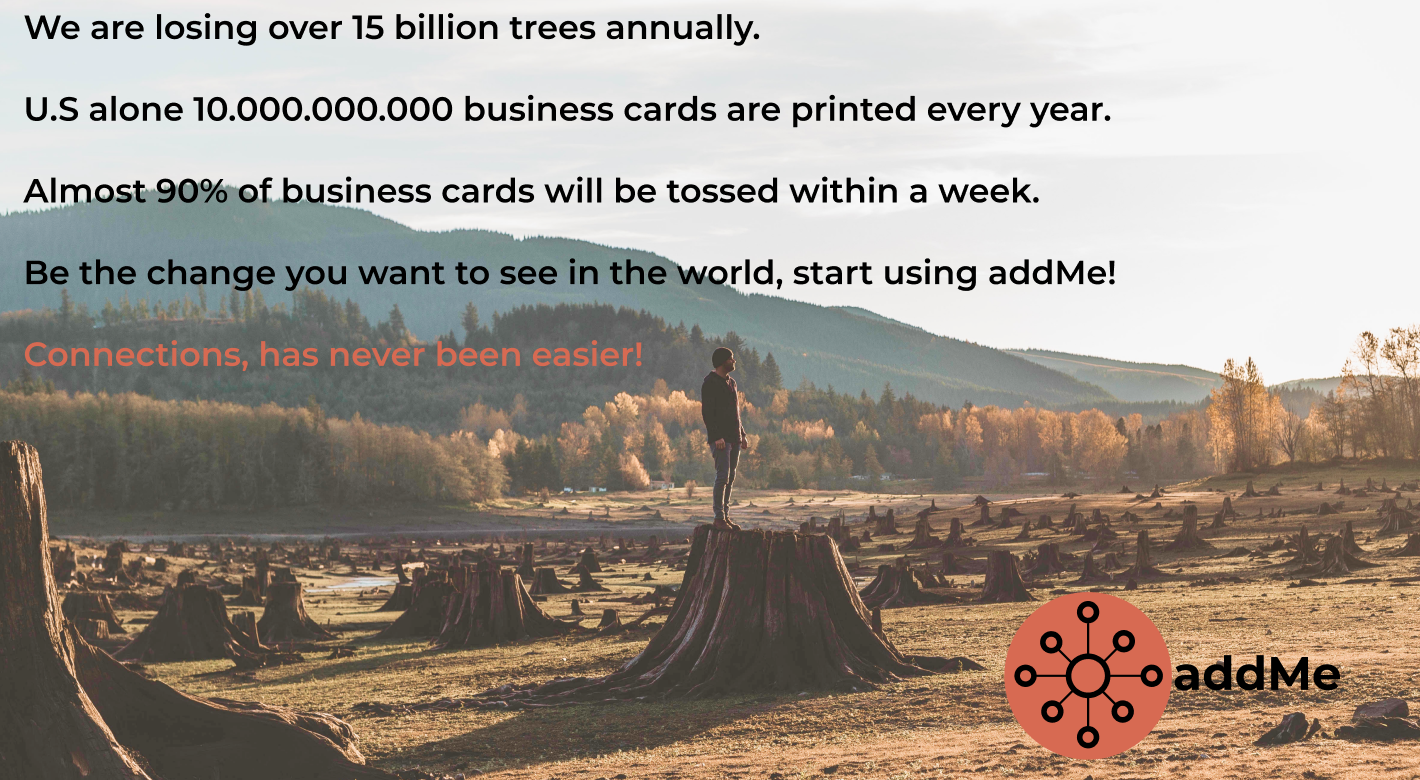 We are losing over 15 billion trees annually.
U.S alone 10.000.000.000 business cards are printed every year.
Almost 90% of business cards will be tossed within a week.
Be the change you want to see in the world, start using addMe!
Connections, has never been easier!
addMe